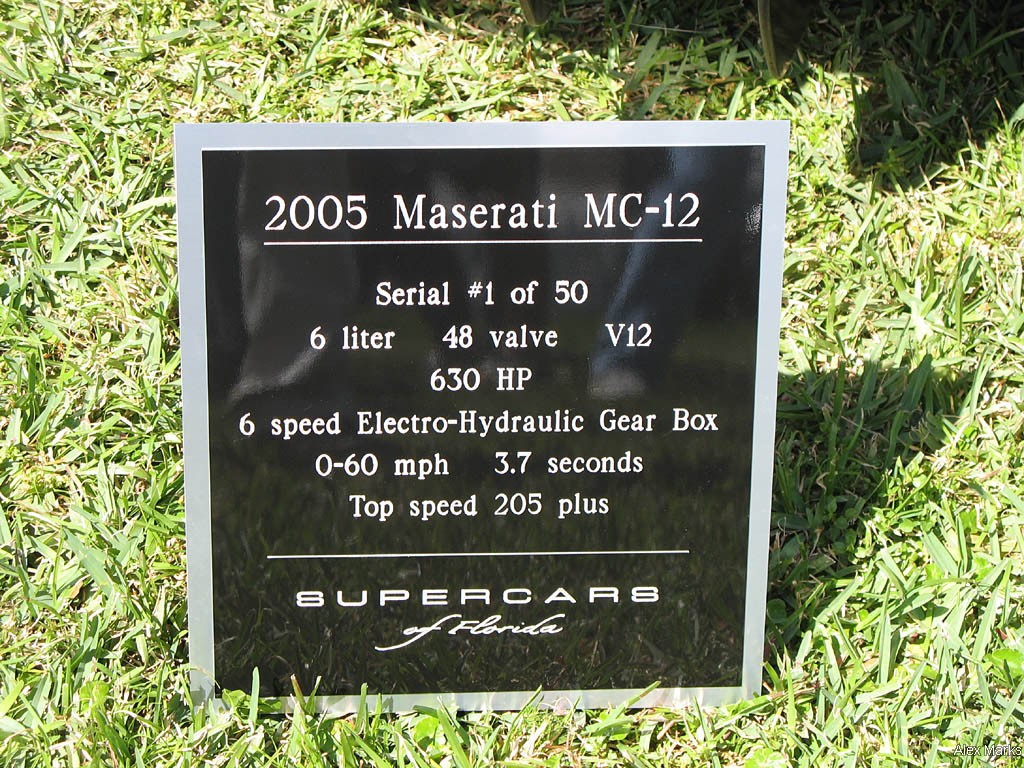 2005 Maserati MC-12
Serial #1 of 50
6 liter 48 valve V12
630 HP
6 speed Electro-Hydraulic Gear Box
0-60 mph 3.7 seconds
Top speed 205 plus
SUPERCARS
of Florida
Alex Marks